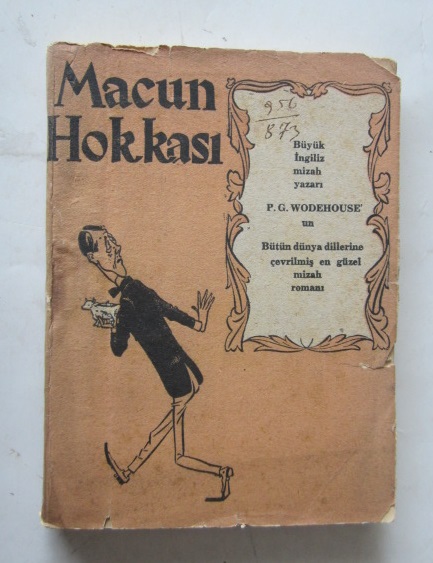 Macun
Hokkası
956
873
Büyük
İngiliz
mizah
yazarı
P. G. WODEHOUSE'
un
Bütün dünya dillerine
çevrilmiş en güzel
mizah
romanı